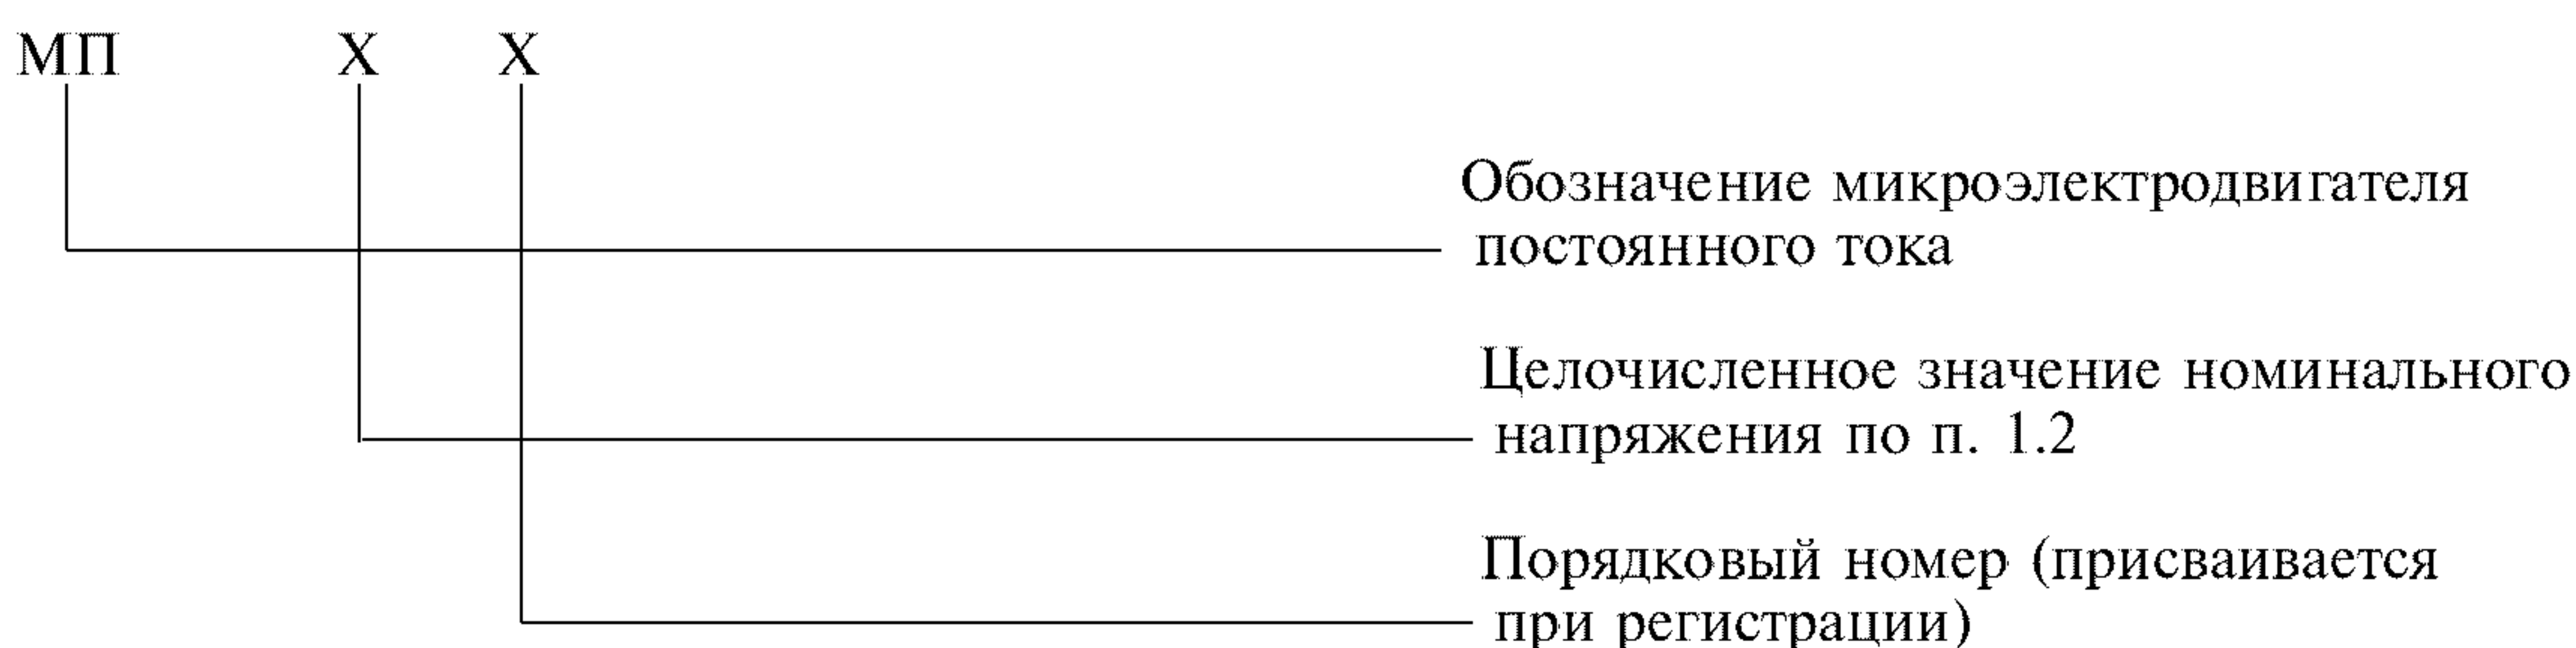 МП Х Х
Обозначение микроэлектродвигателя
постоянного тока
Целочисленное значение номинального
напряжения по п. 1.2
Порядковый номер (присваивается
при регистрации)